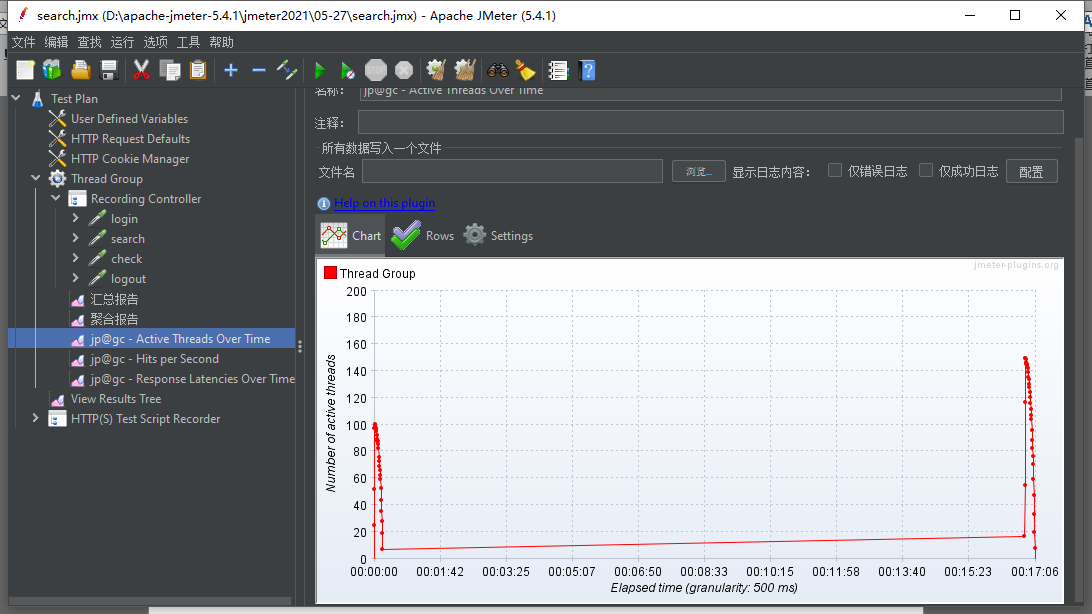 search.jmx (D:\apache-jmeter-5.4.1\jmeter2021\05-27\search.jmx) - Apache JMeter (5.4.1)
文件 编辑 查找 运行 选项 工具 帮助
STOP
Test Plan
User Defined Variables
HTTP Request Defaults
HTTP Cookie Manager
Thread Group
Recording Controller
login
search
check
logout
汇总报告
聚合报告
jp@gc - Active Threads Over Time
jp@gc - Hits per Second
jp@gc - Response Latencies Over Time
View Results Tree
HTTP(S) Test Script Recorder
名称: jp@gc - Active Threads Over Time
注释:
所有数据写入一个文件
文件名 浏览... 显示日志内容: 仅错误日志 仅成功日志 配置
Help on this plugin
Chart Rows Settings
jmeter-plugins.org
Thread Group
200
180
160
140
120
100
80
60
40
20
0
Number of active threads
00:00:00 00:01:42 00:03:25 00:05:07 00:06:50 00:08:33 00:10:15 00:11:58 00:13:40 00:15:23 00:17:06
Elapsed time (granularity: 500 ms)